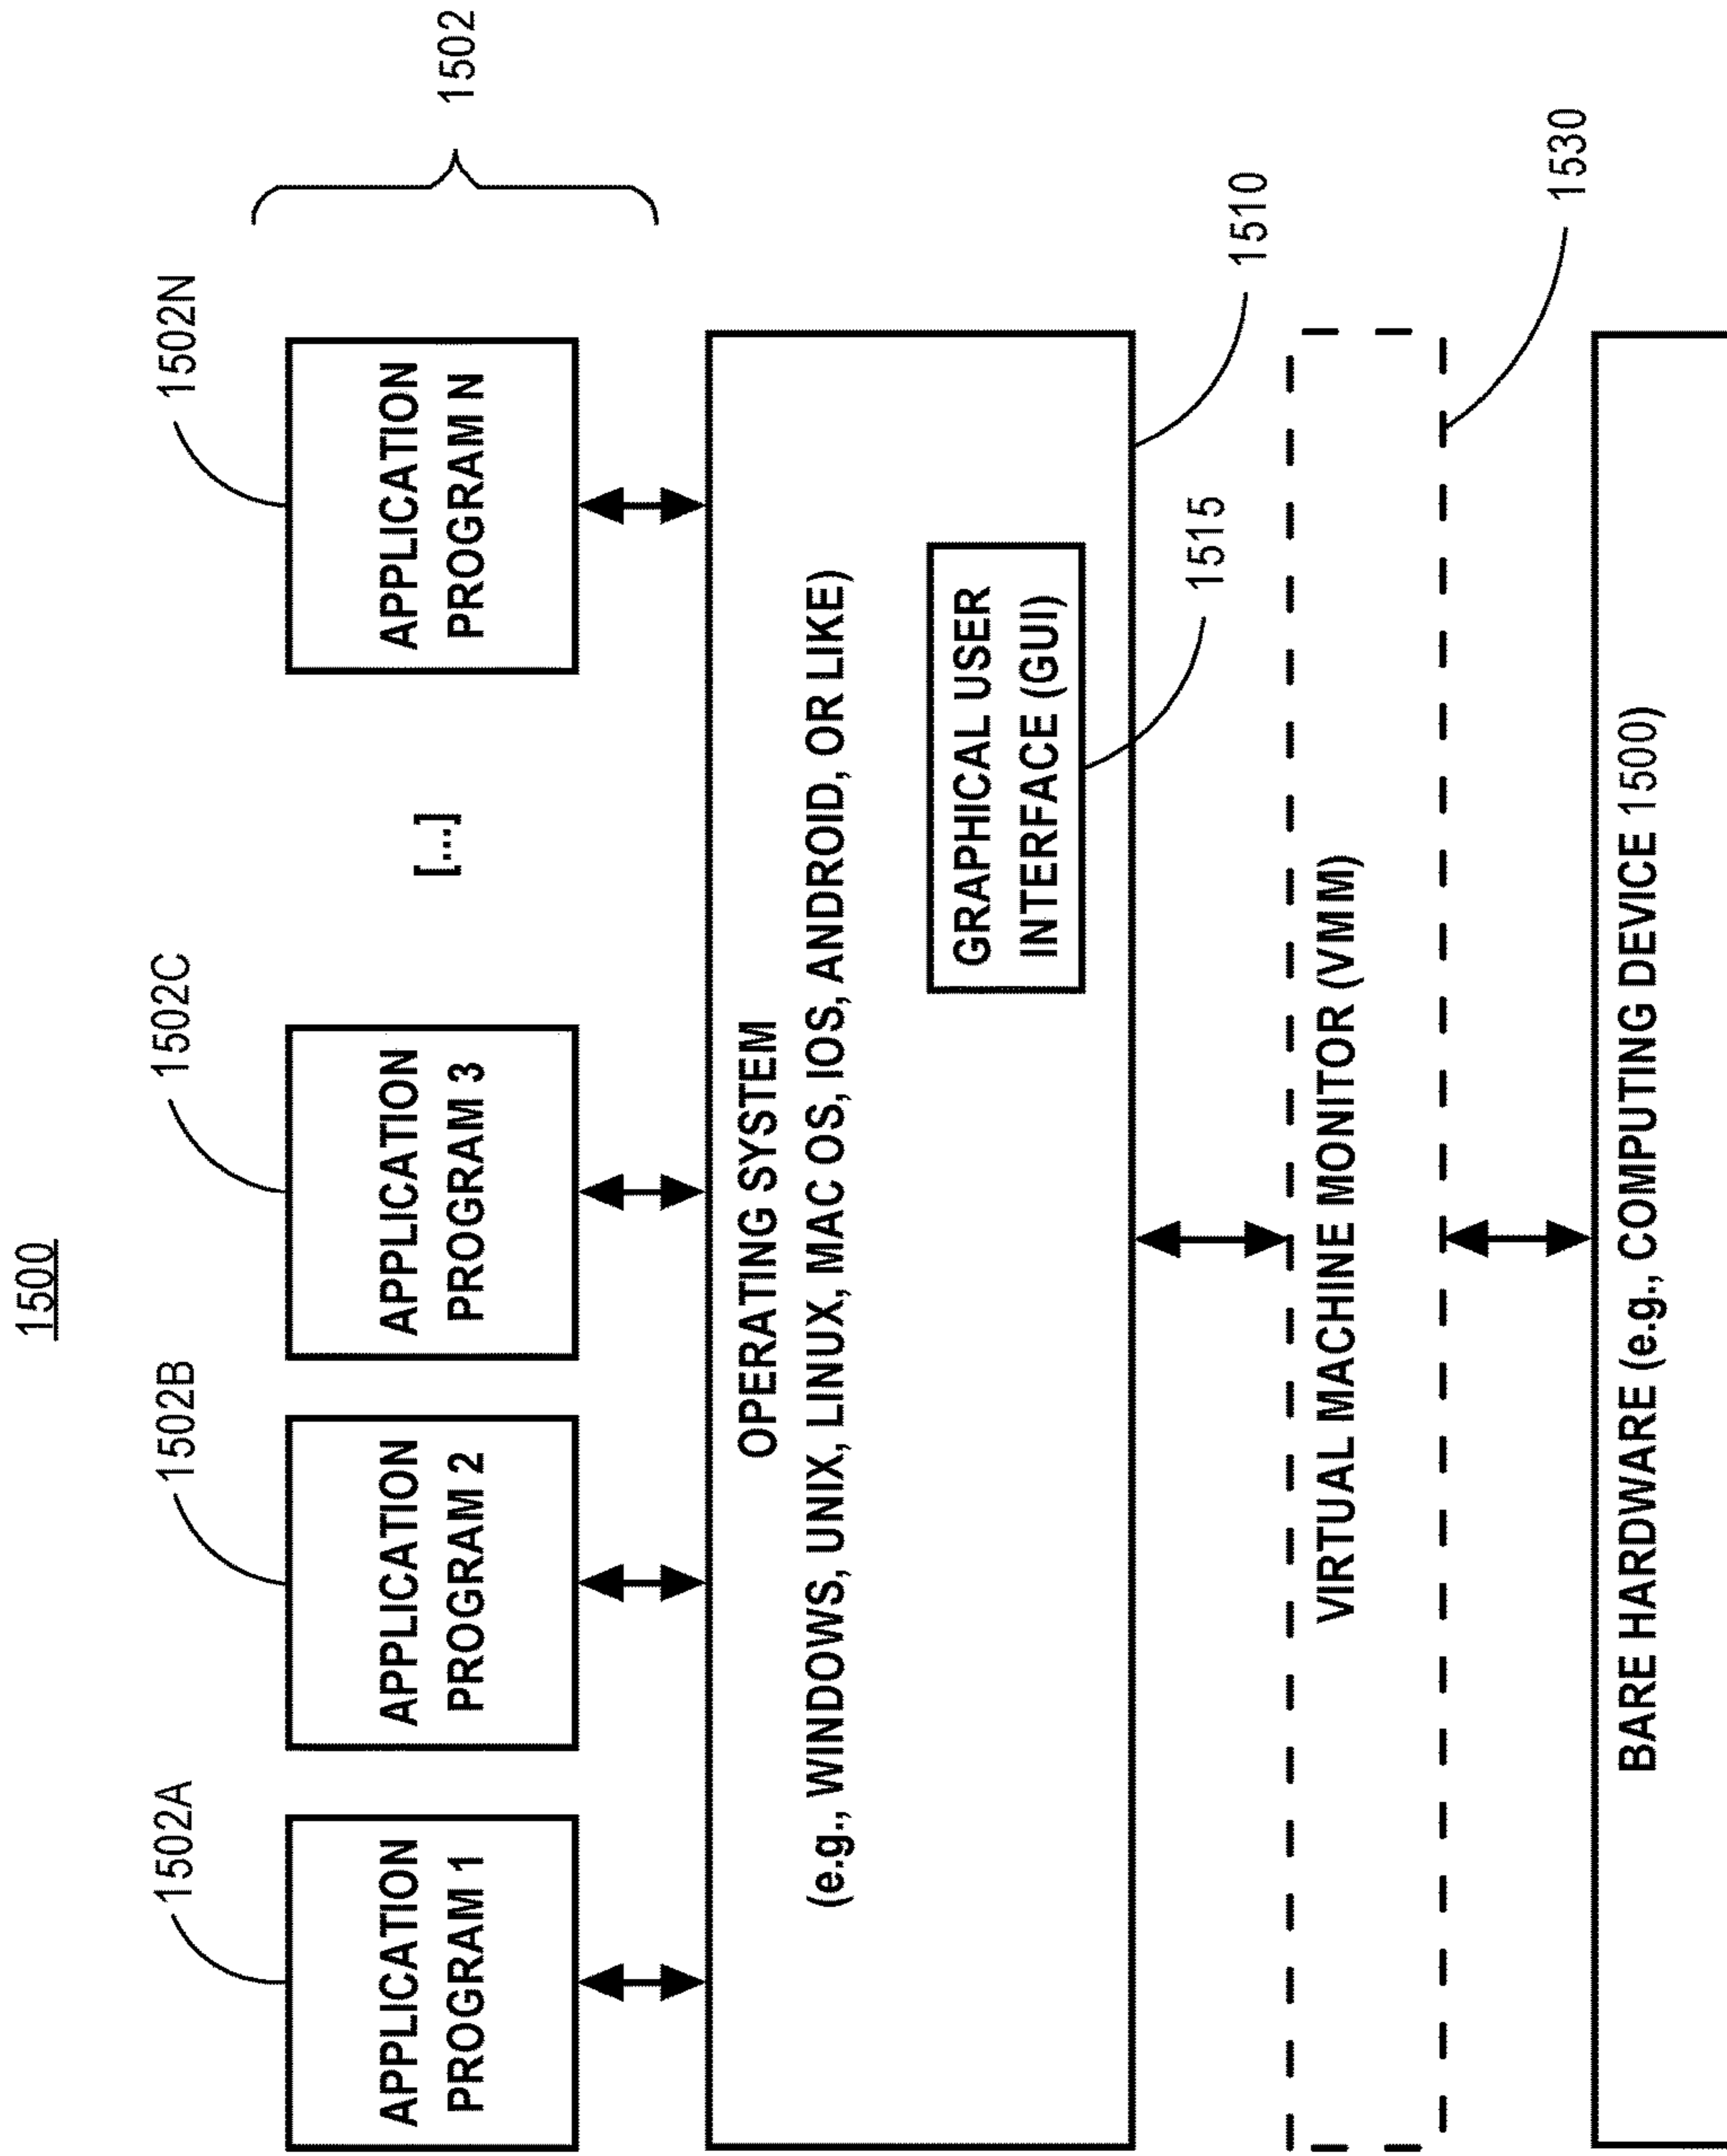 1500
1502A
1502B
1502C
1502N
1502
APPLICATION
PROGRAM 1
APPLICATION
PROGRAM 2
APPLICATION
PROGRAM 3
[...]
APPLICATION
PROGRAM N
OPERATING SYSTEM
(e.g., WINDOWS, UNIX, LINUX, MAC OS, IOS, ANDROID, OR LIKE)
GRAPHICAL USER
INTERFACE (GUI)
1515
1510
VIRTUAL MACHINE MONITOR (VMM)
1530
BARE HARDWARE (e.g., COMPUTING DEVICE 1500)